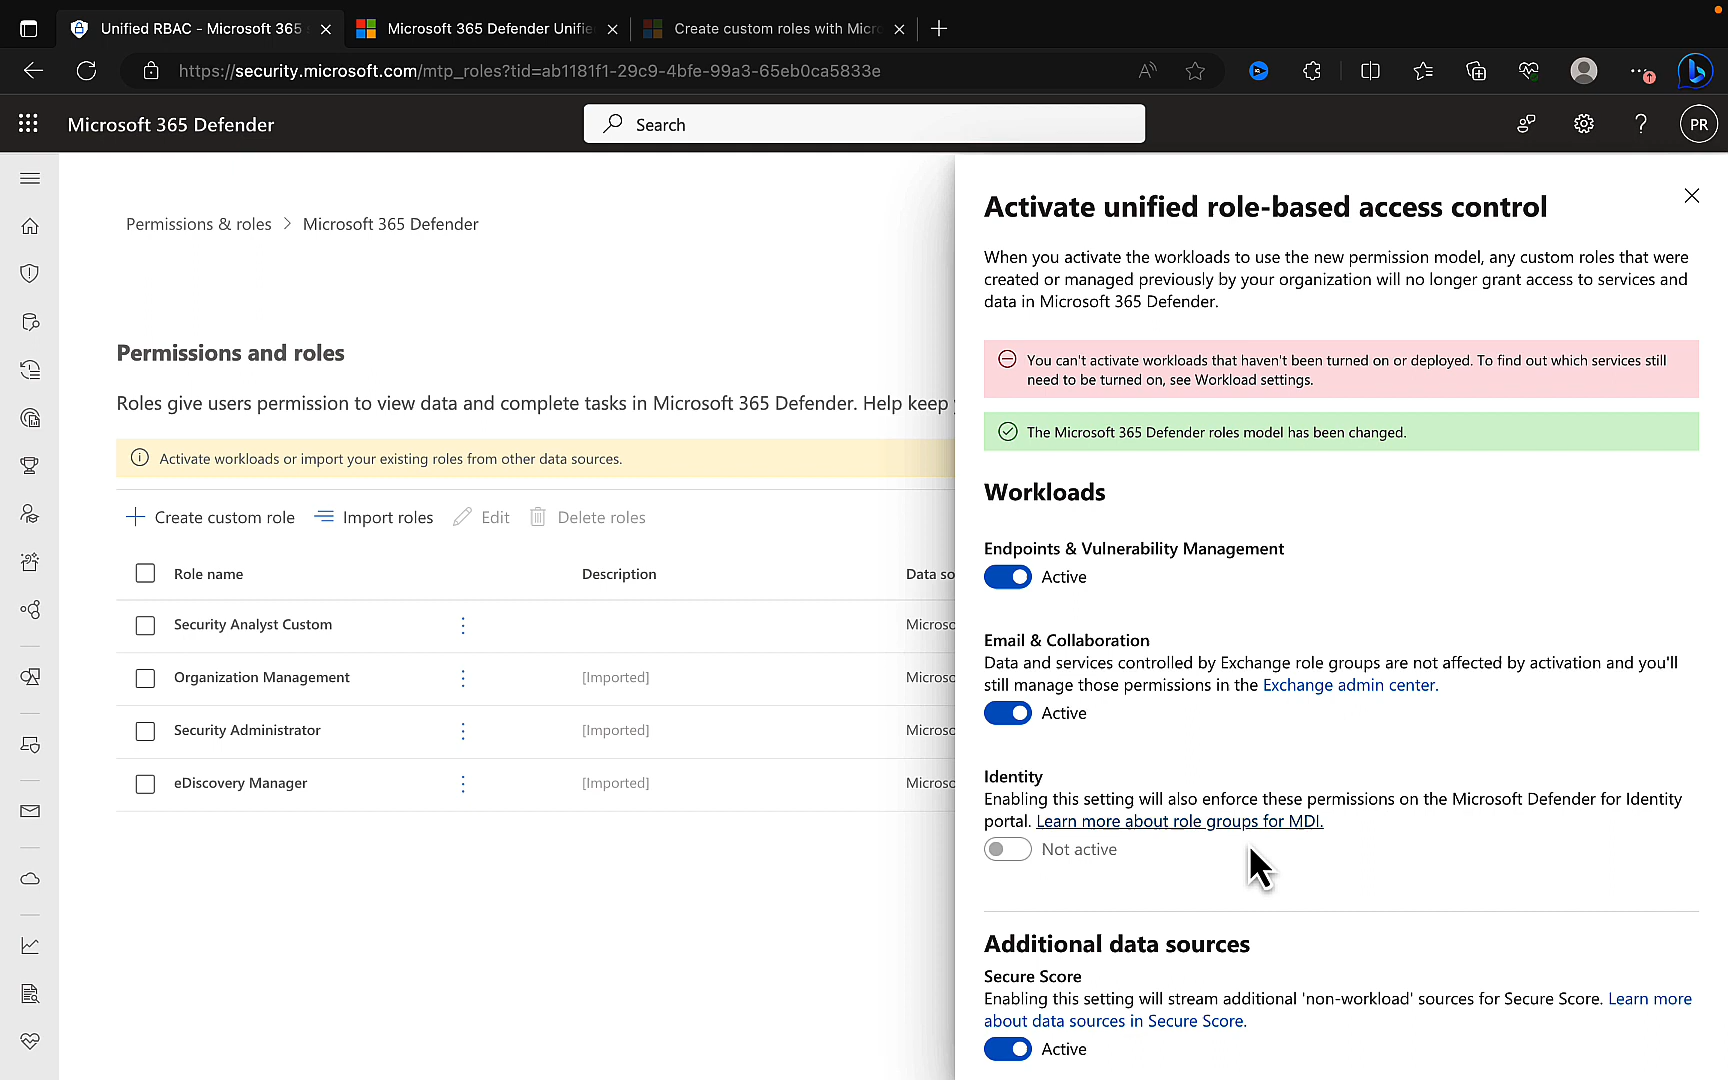 Unified RBAC - Microsoft 365
Microsoft 365 Defender Unifie
Create custom roles with Micro
https://security.microsoft.com/mtp_roles?tid=ab1181f1-29c9-4bfe-99a3-65eb0ca5833e
Microsoft 365 Defender
Search
PR
Permissions & roles > Microsoft 365 Defender
Permissions and roles
Roles give users permission to view data and complete tasks in Microsoft 365 Defender. Help keep
Activate workloads or import your existing roles from other data sources.
Create custom role
Import roles
Edit
Delete roles
Role name
Description
Data so
Security Analyst Custom
Microso
Organization Management
[Imported]
Microso
Security Administrator
[Imported]
Microso
eDiscovery Manager
[Imported]
Microso
Activate unified role-based access control
When you activate the workloads to use the new permission model, any custom roles that were
created or managed previously by your organization will no longer grant access to services and
data in Microsoft 365 Defender.
You can't activate workloads that haven't been turned on or deployed. To find out which services still
need to be turned on, see Workload settings.
The Microsoft 365 Defender roles model has been changed.
Workloads
Endpoints & Vulnerability Management
Active
Email & Collaboration
Data and services controlled by Exchange role groups are not affected by activation and you'll
still manage those permissions in the Exchange admin center.
Active
Identity
Enabling this setting will also enforce these permissions on the Microsoft Defender for Identity
portal. Learn more about role groups for MDI.
Not active
Additional data sources
Secure Score
Enabling this setting will stream additional 'non-workload' sources for Secure Score. Learn more
about data sources in Secure Score.
Active